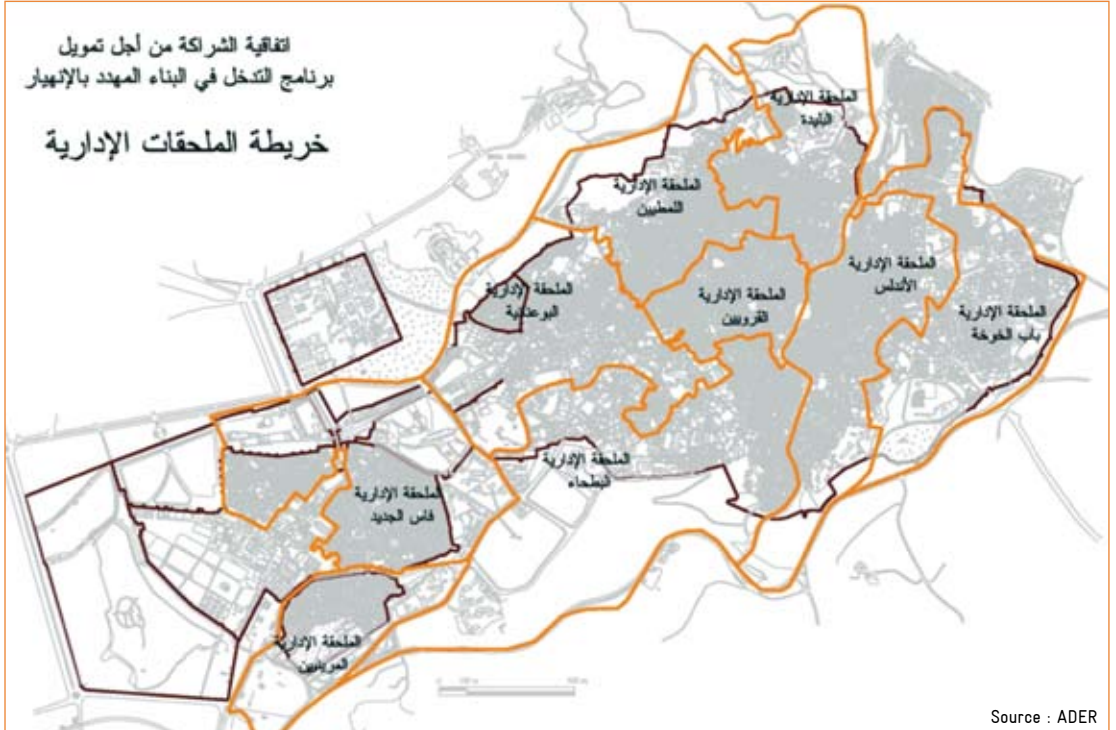 اتفاقية الشراكة من أجل تمويل
برنامج التدخل في البناء المهدد بالإنهيار
خريطة الملحقات الإدارية
الملحقة الإدارية
البليدة
الملحقة الإدارية
اللمطيين
الملحقة الإدارية
الأندلس
الملحقة الإدارية
البوعنانية
الملحقة الإدارية
القرويين
الملحقة الإدارية
باب الخوخة
الملحقة الإدارية
البطحاء
الملحقة الإدارية
فاس الجديد
الملحقة الإدارية
المرينيين
Source : ADER